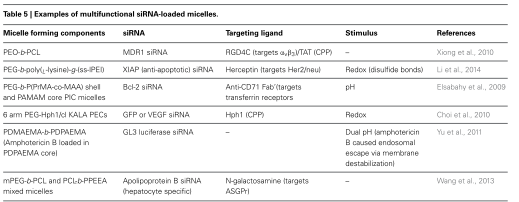 Table 5 | Examples of multifunctional siRNA-loaded micelles.
Micelle forming components siRNA Targeting ligand Stimulus References
PEO-b-PCL MDR1 siRNA RGD4C (targets αvβ3)/TAT (CPP) – Xiong et al., 2010
PEG-b-poly(L-lysine)-g-(ss-lPEI) XIAP (anti-apoptotic) siRNA Herceptin (targets Her2/neu) Redox (disulfide bonds) Li et al., 2014
PEG-b-P(PrMA-co-MAA) shell Bcl-2 siRNA Anti-CD71 Fab'(targets pH Elsabahy et al., 2009
and PAMAM core PIC micelles transferrin receptors
6 arm PEG-Hph1/cl KALA PECs GFP or VEGF siRNA Hph1 (CPP) Redox Choi et al., 2010
PDMAEMA-b-PDPAEMA GL3 luciferase siRNA – Dual pH (amphotericin Yu et al., 2011
(Amphotericin B loaded in B caused endosomal
PDPAEMA core) escape via membrane
destabilization)
mPEG-b-PCL and PCL-b-PPEEA Apolipoprotein B siRNA N-galactosamine (targets – Wang et al., 2013
mixed micelles (hepatocyte specific) ASGPr)